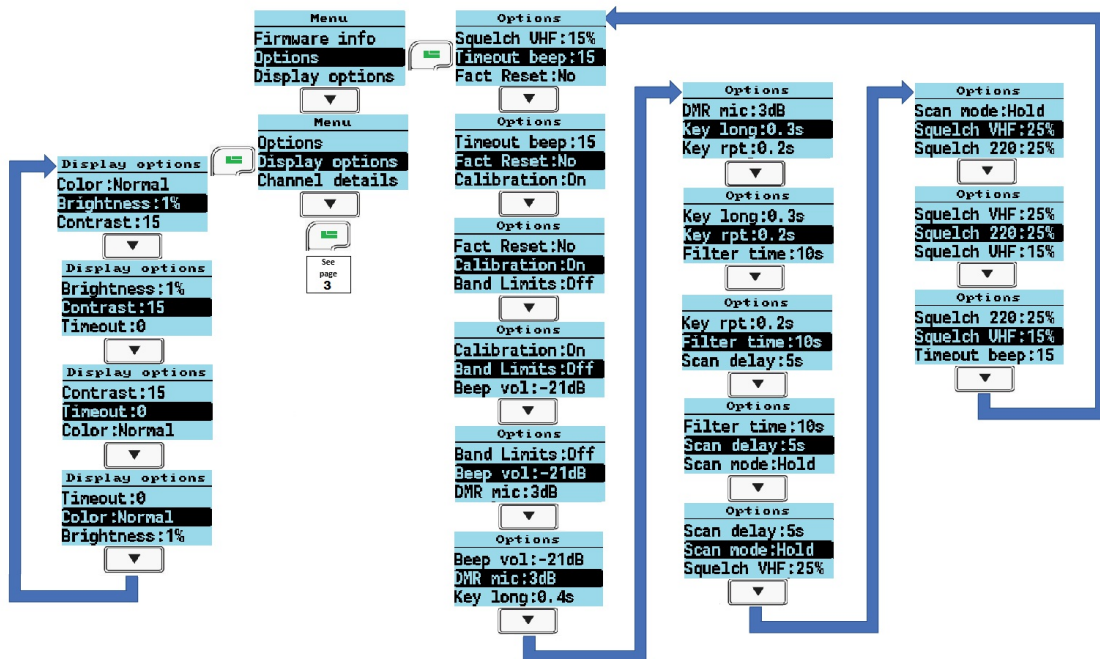 Menu
Firmware info
Options
Display options
Menu
Options
Display options
Channel details
See
page
3
Display options
Color:Normal
Brightness:1%
Contrast:15
Display options
Brightness:1%
Contrast:15
Timeout:0
Display options
Contrast:15
Timeout:0
Color:Normal
Display options
Timeout:0
Color:Normal
Brightness:1%
Options
Squelch VHF:15%
Timeout beep:15
Fact Reset:No
Options
Timeout beep:15
Fact Reset:No
Calibration:On
Options
Fact Reset:No
Calibration:On
Band Limits:Off
Options
Calibration:On
Band Limits:Off
Beep vol:-21dB
Options
Band Limits:Off
Beep vol:-21dB
DMR mic:3dB
Options
Beep vol:-21dB
DMR mic:3dB
Key long:0.4s
Options
DMR mic:3dB
Key long:0.3s
Key rpt:0.2s
Options
Key long:0.3s
Key rpt:0.2s
Filter time:10s
Options
Key rpt:0.2s
Filter time:10s
Scan delay:5s
Options
Filter time:10s
Scan delay:5s
Scan mode:Hold
Options
Scan delay:5s
Scan mode:Hold
Squelch VHF:25%
Options
Scan mode:Hold
Squelch VHF:25%
Squelch 220:25%
Options
Squelch VHF:25%
Squelch 220:25%
Squelch VHF:15%
Options
Squelch 220:25%
Squelch VHF:15%
Timeout beep:15